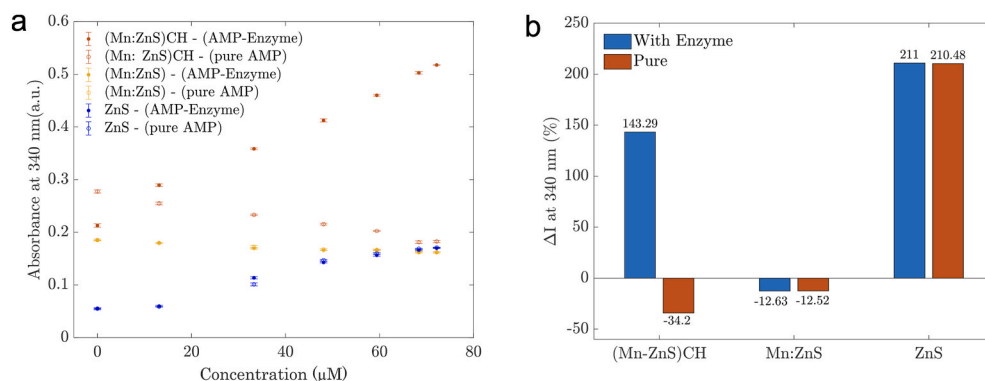 a
Absorbance at 340 nm(a.u.)
0.6
0.5
0.4
0.3
0.2
0.1
0
(Mn:ZnS)CH - (AMP-Enzyme)
(Mn: ZnS)CH - (pure AMP)
(Mn:ZnS) - (AMP-Enzyme)
(Mn:ZnS) - (pure AMP)
ZnS - (AMP-Enzyme)
ZnS - (pure AMP)
0 20 40 60 80
Concentration (µM)
b
ΔI at 340 nm (%)
250
200
150
100
50
0
-50
With Enzyme
Pure
143.29
-34.2
-12.63 -12.52
211 210.48
(Mn-ZnS)CH Mn:ZnS ZnS